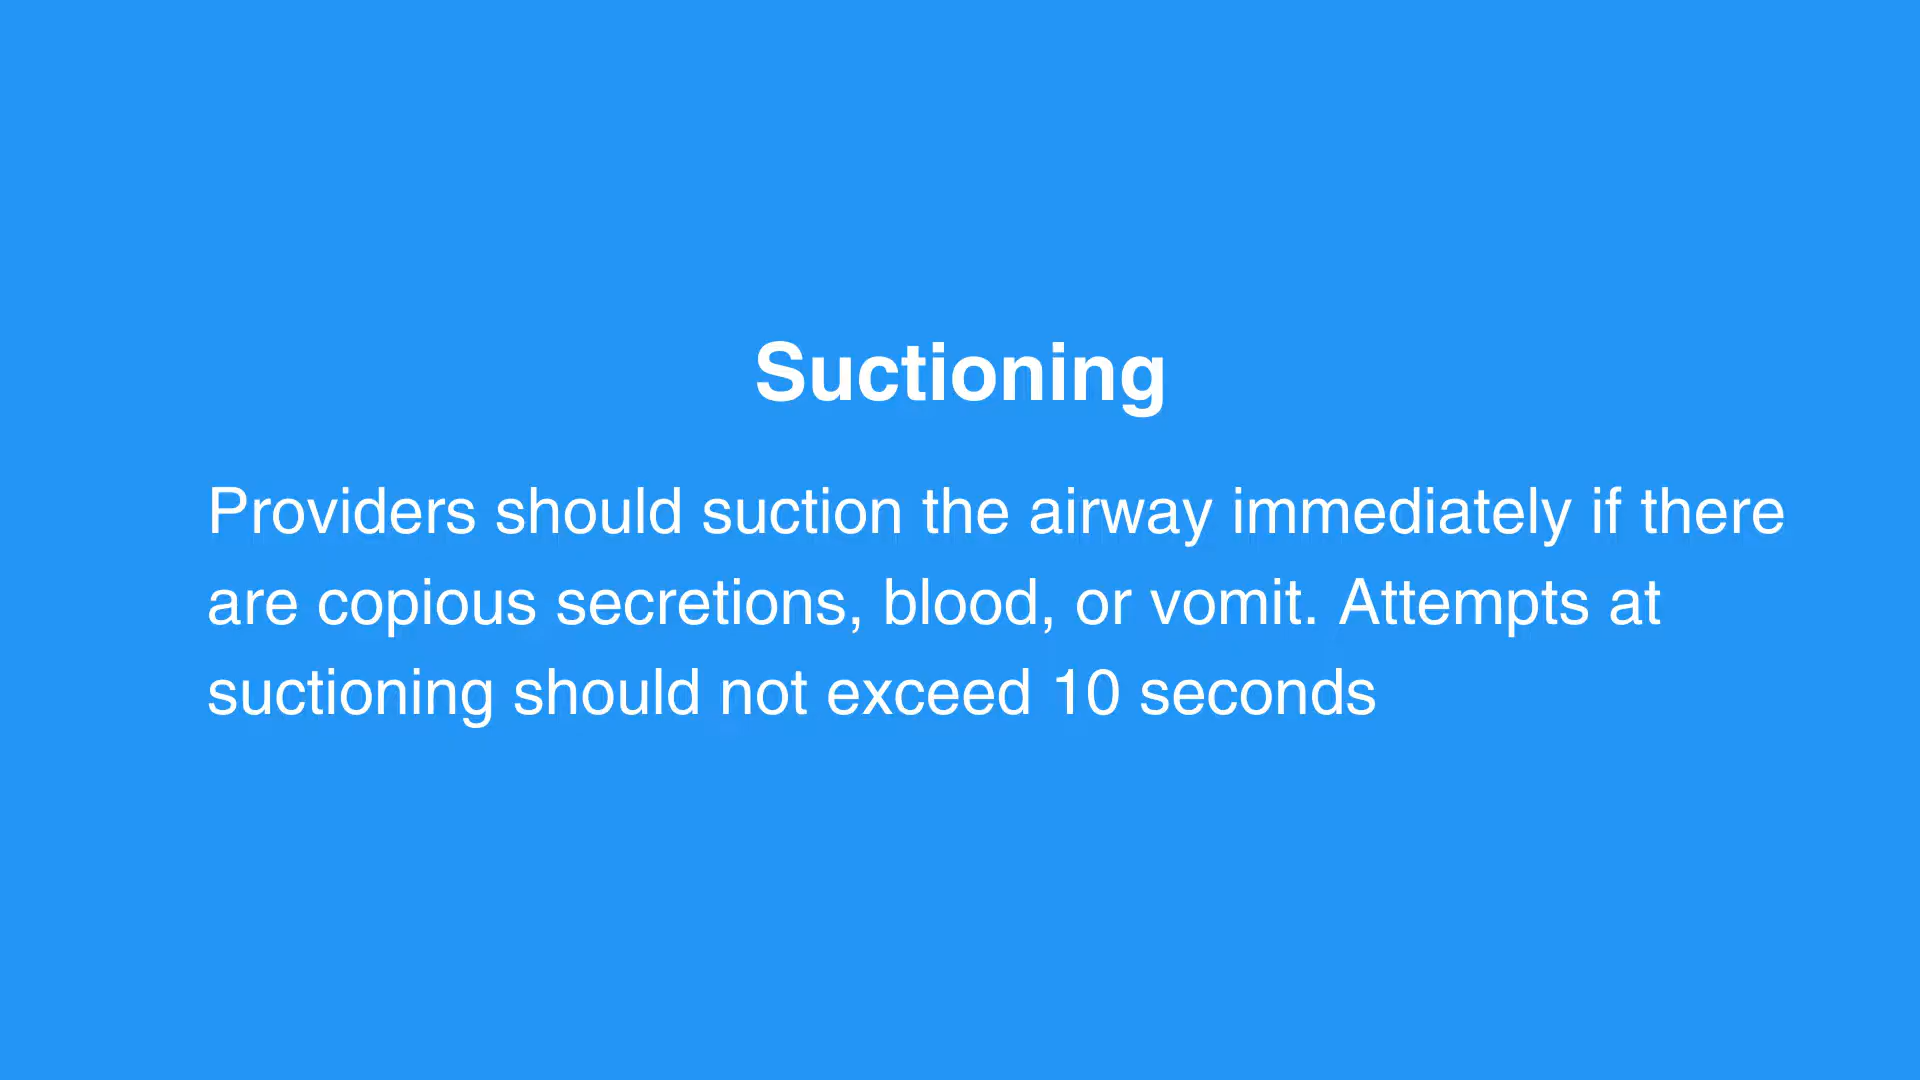 Suctioning
Providers should suction the airway immediately if there
are copious secretions, blood, or vomit. Attempts at
suctioning should not exceed 10 seconds